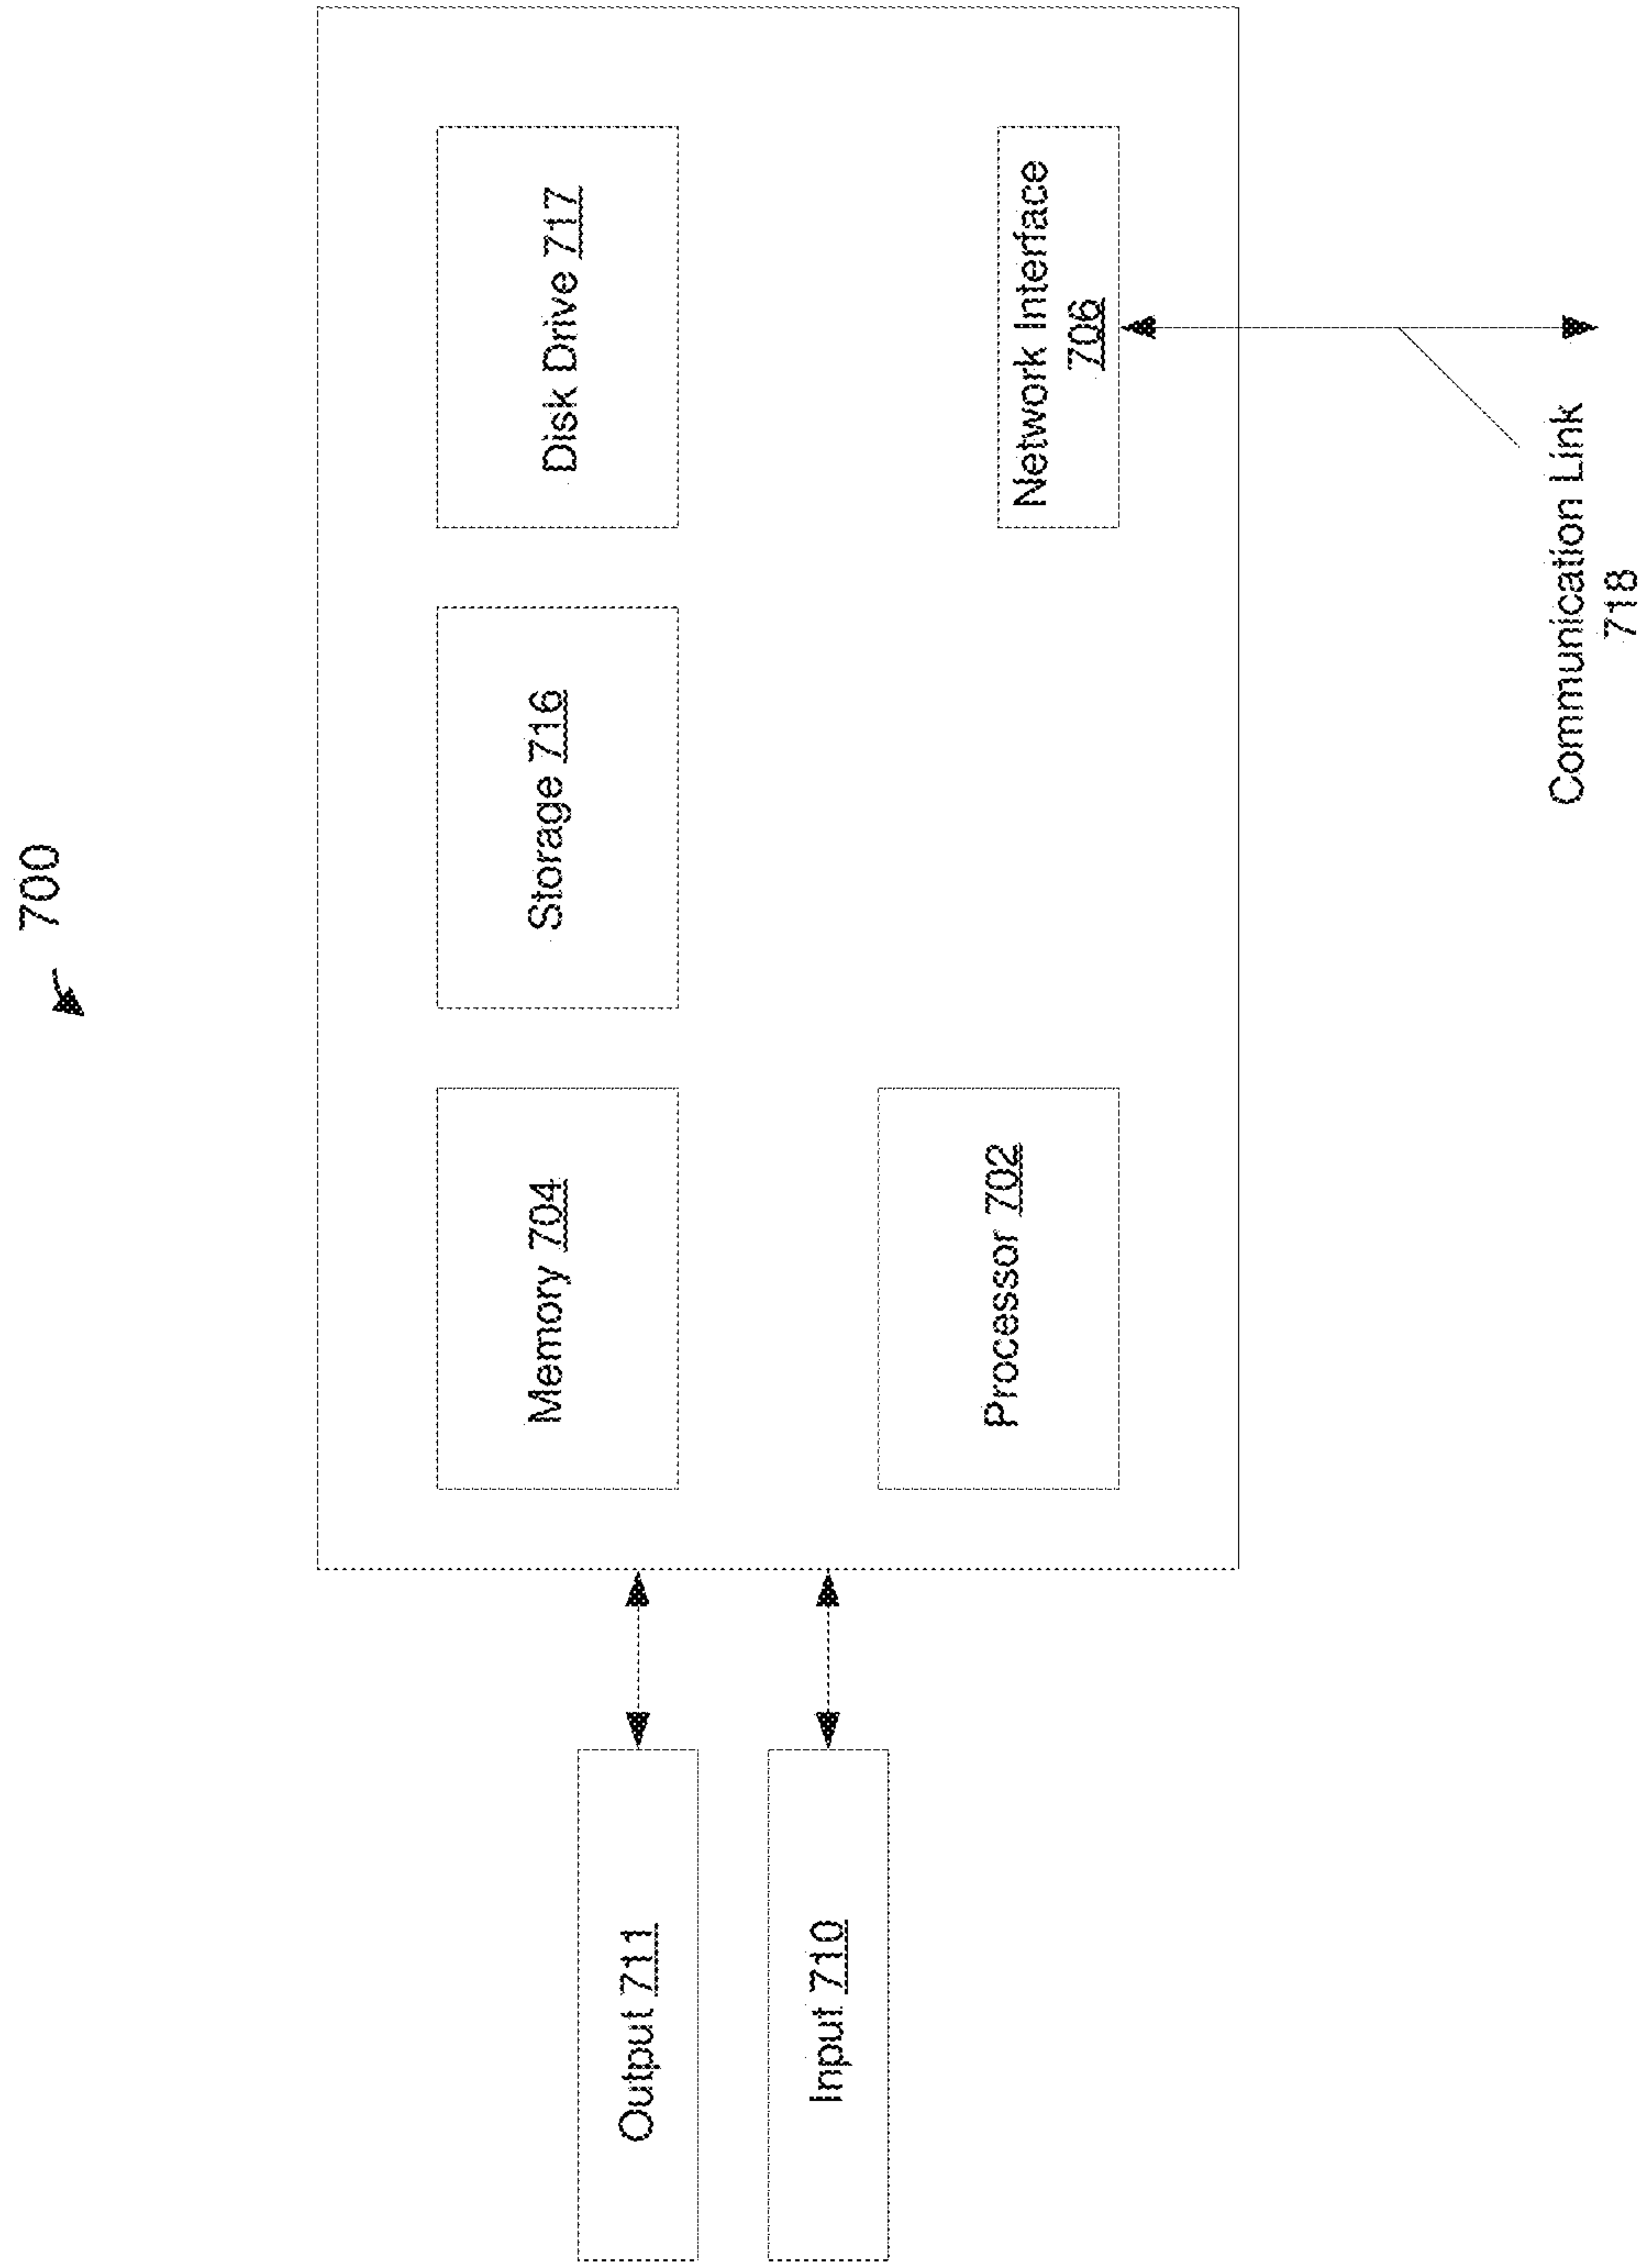 700
Memory 704
Storage 716
Disk Drive 717
Output 711
Input 710
Processor 702
Network Interface
706
Communication Link
718